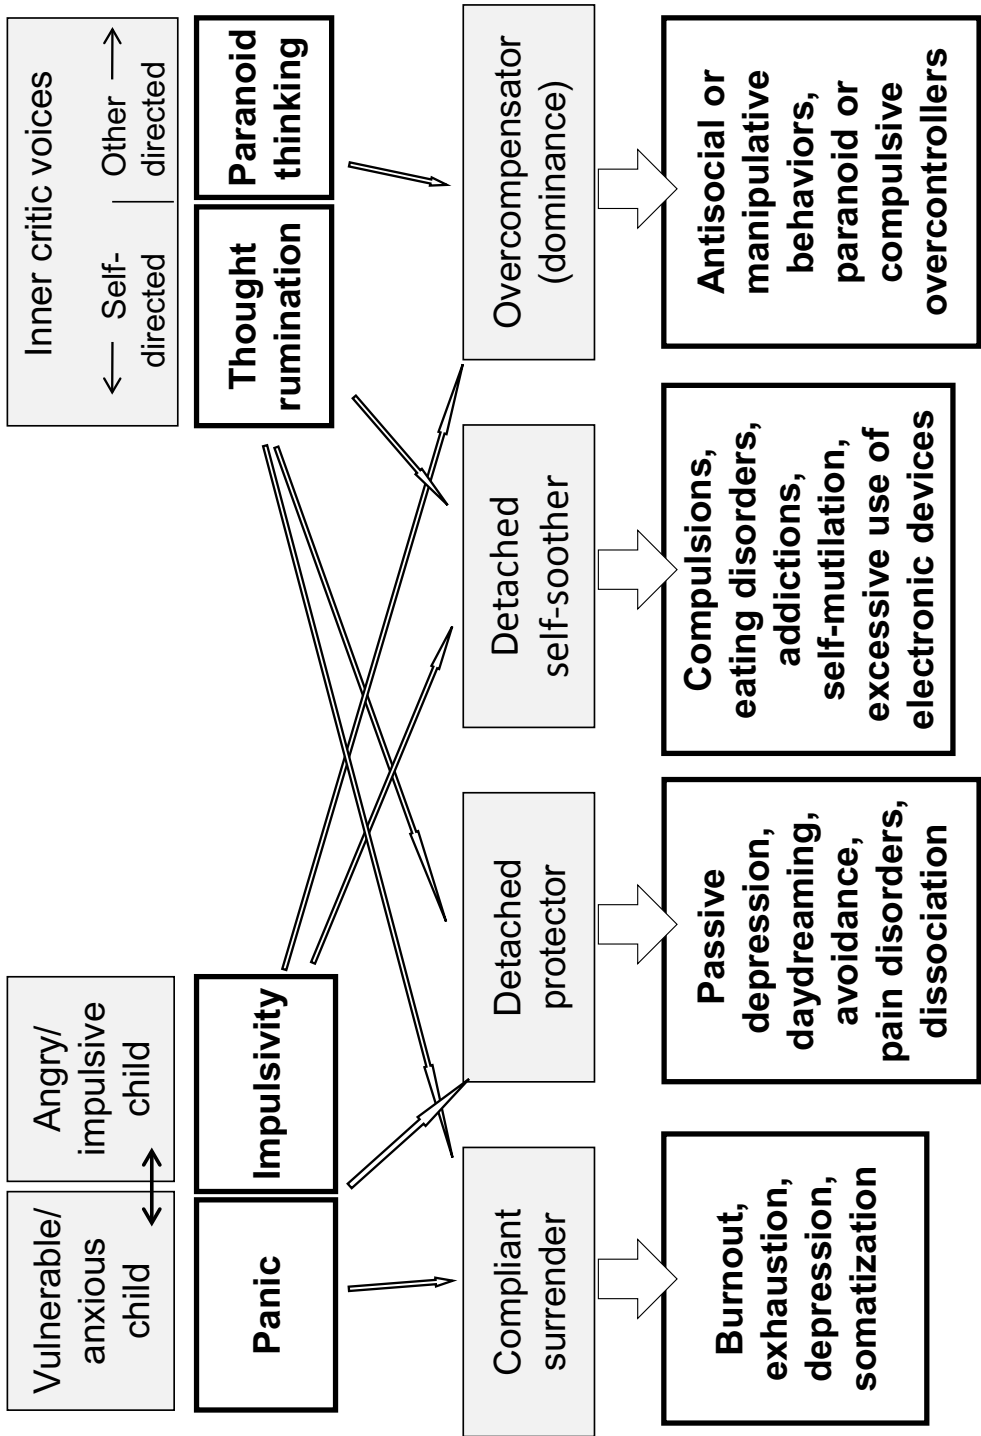 Vulnerable/
anxious
child
Angry/
impulsive
child
Inner critic voices
Self-
directed
Other
directed
Panic
Impulsivity
Thought
rumination
Paranoid
thinking
Compliant
surrender
Detached
protector
Detached
self-soother
Overcompensator
(dominance)
Burnout,
exhaustion,
depression,
somatization
Passive
depression,
daydreaming,
avoidance,
pain disorders,
dissociation
Compulsions,
eating disorders,
addictions,
self-mutilation,
excessive use of
electronic devices
Antisocial or
manipulative
behaviors,
paranoid or
compulsive
overcontrollers